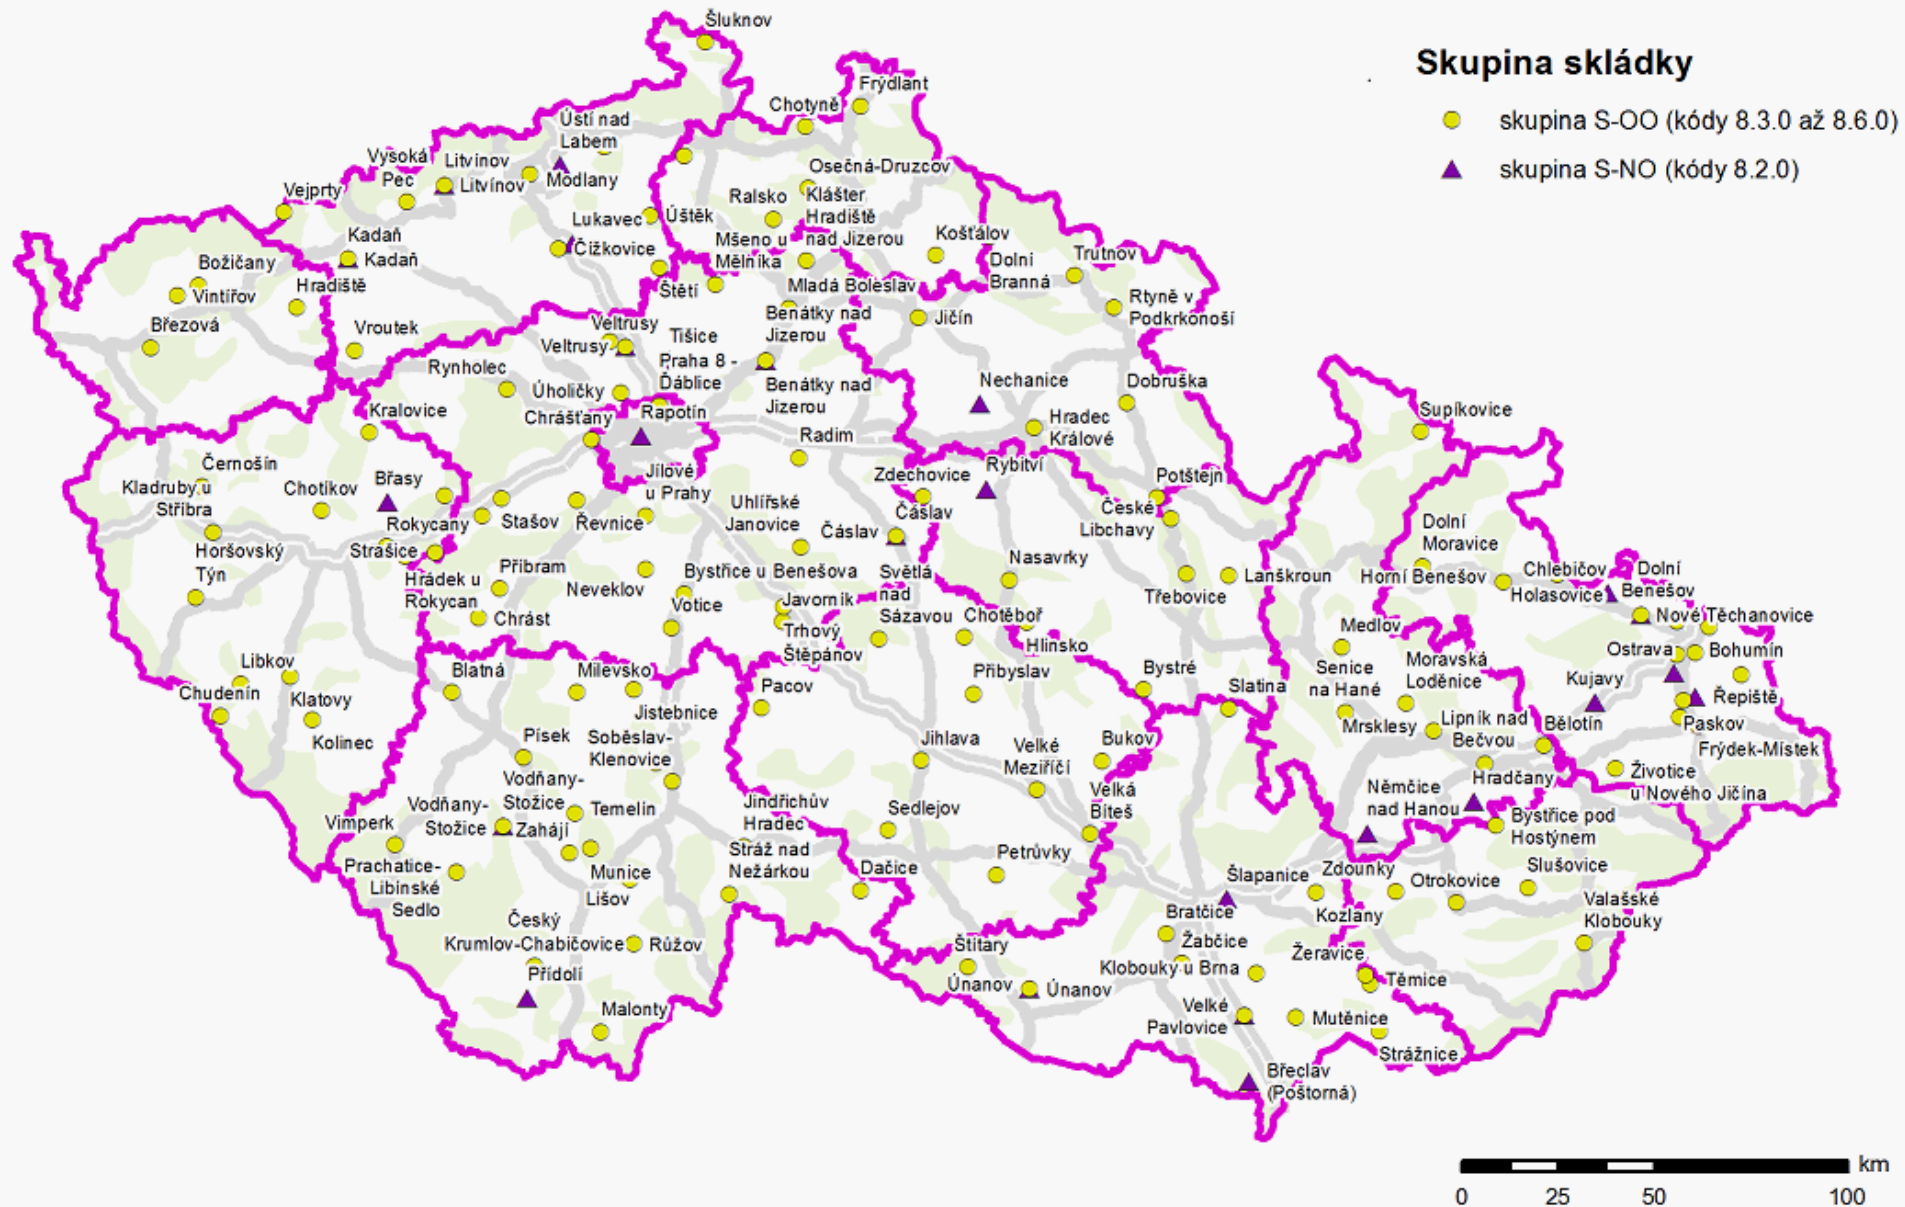 Skupina skládky
skupina S-OO (kódy 8.3.0 až 8.6.0)
skupina S-NO (kódy 8.2.0)
Šluknov
Frýdlant
Chotyně
Ústí nad
Labem
Vysoká
Pec
Litvínov
Litvínov
Modlany
Osečná-Druzcov
Vejprty
Ralsko
Klášter
Hradiště
nad Jizerou
Lukavec
Úštěk
Čížkovice
Mšeno u
Mělníka
Košťálov
Kadaň
Kadaň
Dolní
Branná
Trutnov
Božičany
Vintířov
Hradiště
Štětí
Mladá Boleslav
Rtyně v
Podkrkonoší
Březová
Vroutek
Veltrusy
Veltrusy
Tišice
Benátky nad
Jizerou
Jičín
Rynholec
Praha 8 -
Ďáblice
Úholičky
Benátky nad
Jizerou
Nechanice
Dobruška
Kralovice
Chrášťany
Rapotín
Hradec
Králové
Supíkovice
Radim
Černošín
Kladruby u
Stříbra
Chotíkov
Břasy
Jílové
u Prahy
Zdechovice
Rybitví
Potštejn
Uhlířské
Janovice
Čáslav
Čáslav
České
Libchavy
Rokycany
Stašov
Řevnice
Dolní
Moravice
Horšovský
Týn
Strašice
Hrádek u
Rokycan
Příbram
Neveklov
Bystřice u Benešova
Světlá
nad
Sázavou
Nasavrky
Lanškroun
Horní Benešov
Chlebičov
Holasovice
Dolní
Benešov
Chrást
Votice
Javorník
Trhový
Štěpánov
Chotěboř
Třebovice
Nové Těchanovice
Hlinsko
Medlov
Ostrava
Bohumín
Libkov
Blatná
Milevsko
Přibyslav
Bystré
Senice
na Hané
Moravská
Loděnice
Kujavy
Chudenín
Klatovy
Pacov
Slatina
Řepiště
Jistebnice
Mrsklesy
Lipník nad
Bečvou
Bělotín
Paskov
Kolinec
Písek
Soběslav-
Klenovice
Jihlava
Velké
Meziříčí
Bukov
Frýdek-Místek
Vodňany-
Stožice
Hradčany
Životice
u Nového Jičína
Vodňany-
Stožice
Temelín
Jindřichův
Hradec
Sedlejov
Velká
Bíteš
Němčice
nad Hanou
Bystřice pod
Hostýnem
Vimperk
Zahájí
Stráž nad
Nežárkou
Petrůvky
Prachatice-
Libínské
Sedlo
Munice
Dačice
Šlapanice
Zdounky
Otrokovice
Slušovice
Lišov
Bratčice
Kozlany
Valašské
Klobouky
Český
Krumlov-Chabičovice
Růžov
Štítary
Žabčice
Žeravice
Klobouky u Brna
Přídolí
Únanov
Únanov
Těmice
Malonty
Velké
Pavlovice
Mutěnice
Strážnice
Břeclav
(Poštorná)
km
0 25 50 100